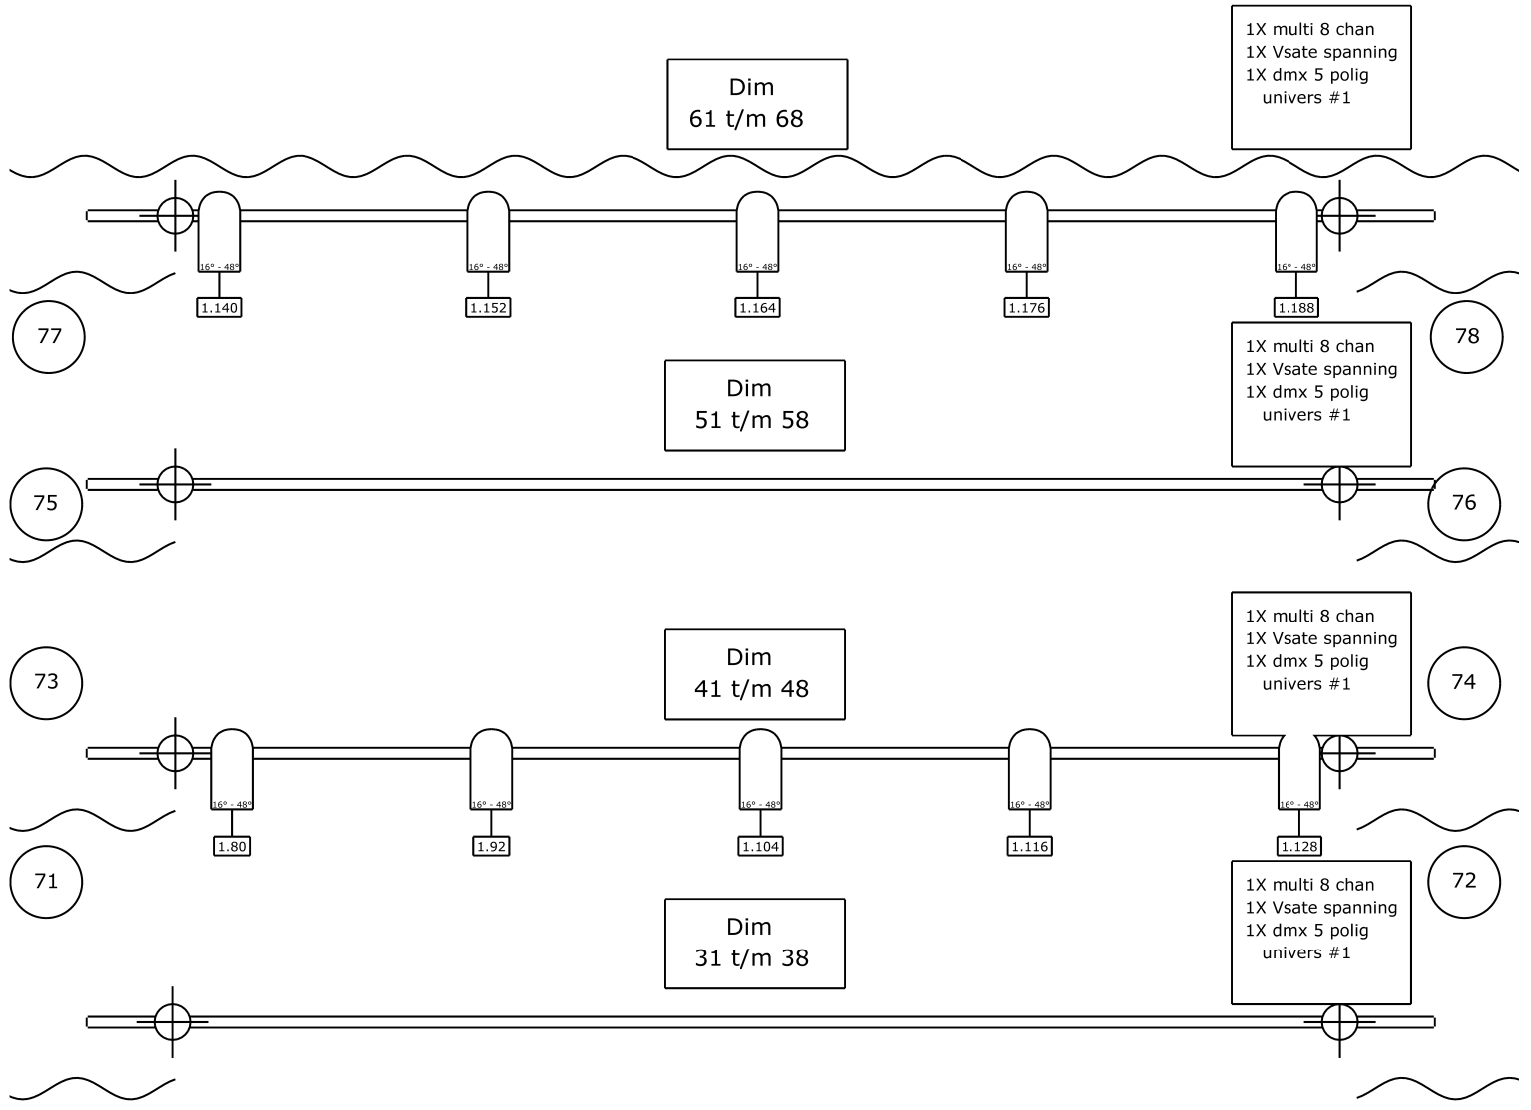 1X multi 8 chan
1X Vsate spanning
1X dmx 5 polig
univers #1
Dim
61 t/m 68
16° - 48°
16° - 48°
16° - 48°
16° - 48°
16° - 48°
1.140
1.152
1.164
1.176
1.188
77
78
1X multi 8 chan
1X Vsate spanning
1X dmx 5 polig
univers #1
Dim
51 t/m 58
75
76
1X multi 8 chan
1X Vsate spanning
1X dmx 5 polig
univers #1
Dim
41 t/m 48
73
74
16° - 48°
16° - 48°
16° - 48°
16° - 48°
16° - 48°
1.80
1.92
1.104
1.116
1.128
71
72
1X multi 8 chan
1X Vsate spanning
1X dmx 5 polig
univers #1
Dim
31 t/m 38